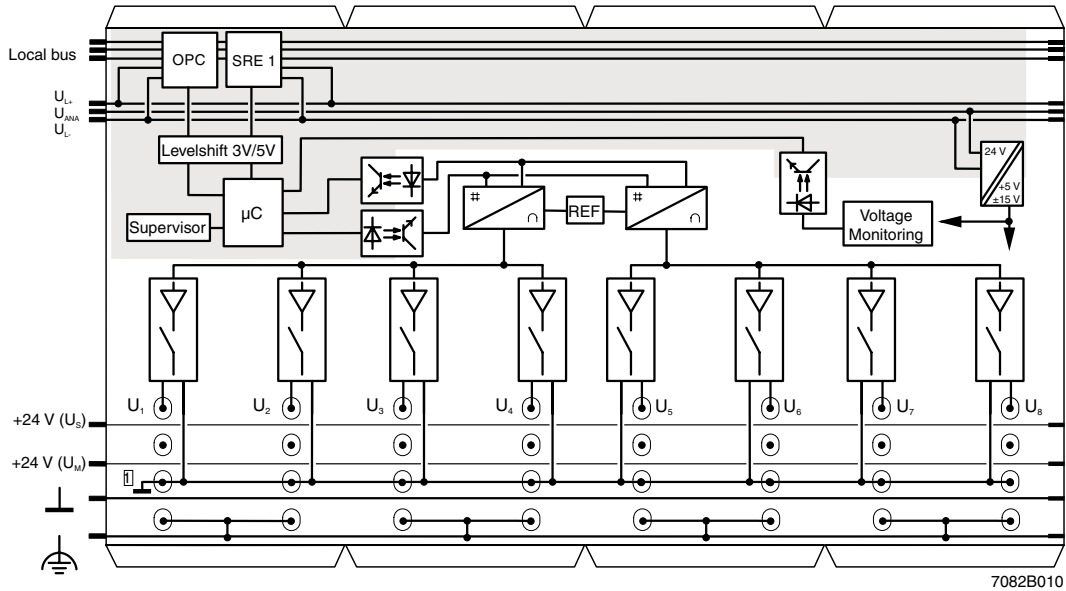 Local bus
OPC
SRE 1
U_L+
U_ANA
U_L-
Levelshift 3V/5V
24 V
+5 V
±15 V
µC
#
∩
REF
#
∩
Supervisor
Voltage
Monitoring
U₁
U₂
U₃
U₄
U₅
U₆
U₇
U₈
+24 V (U_S)
+24 V (U_M)
1
7082B010